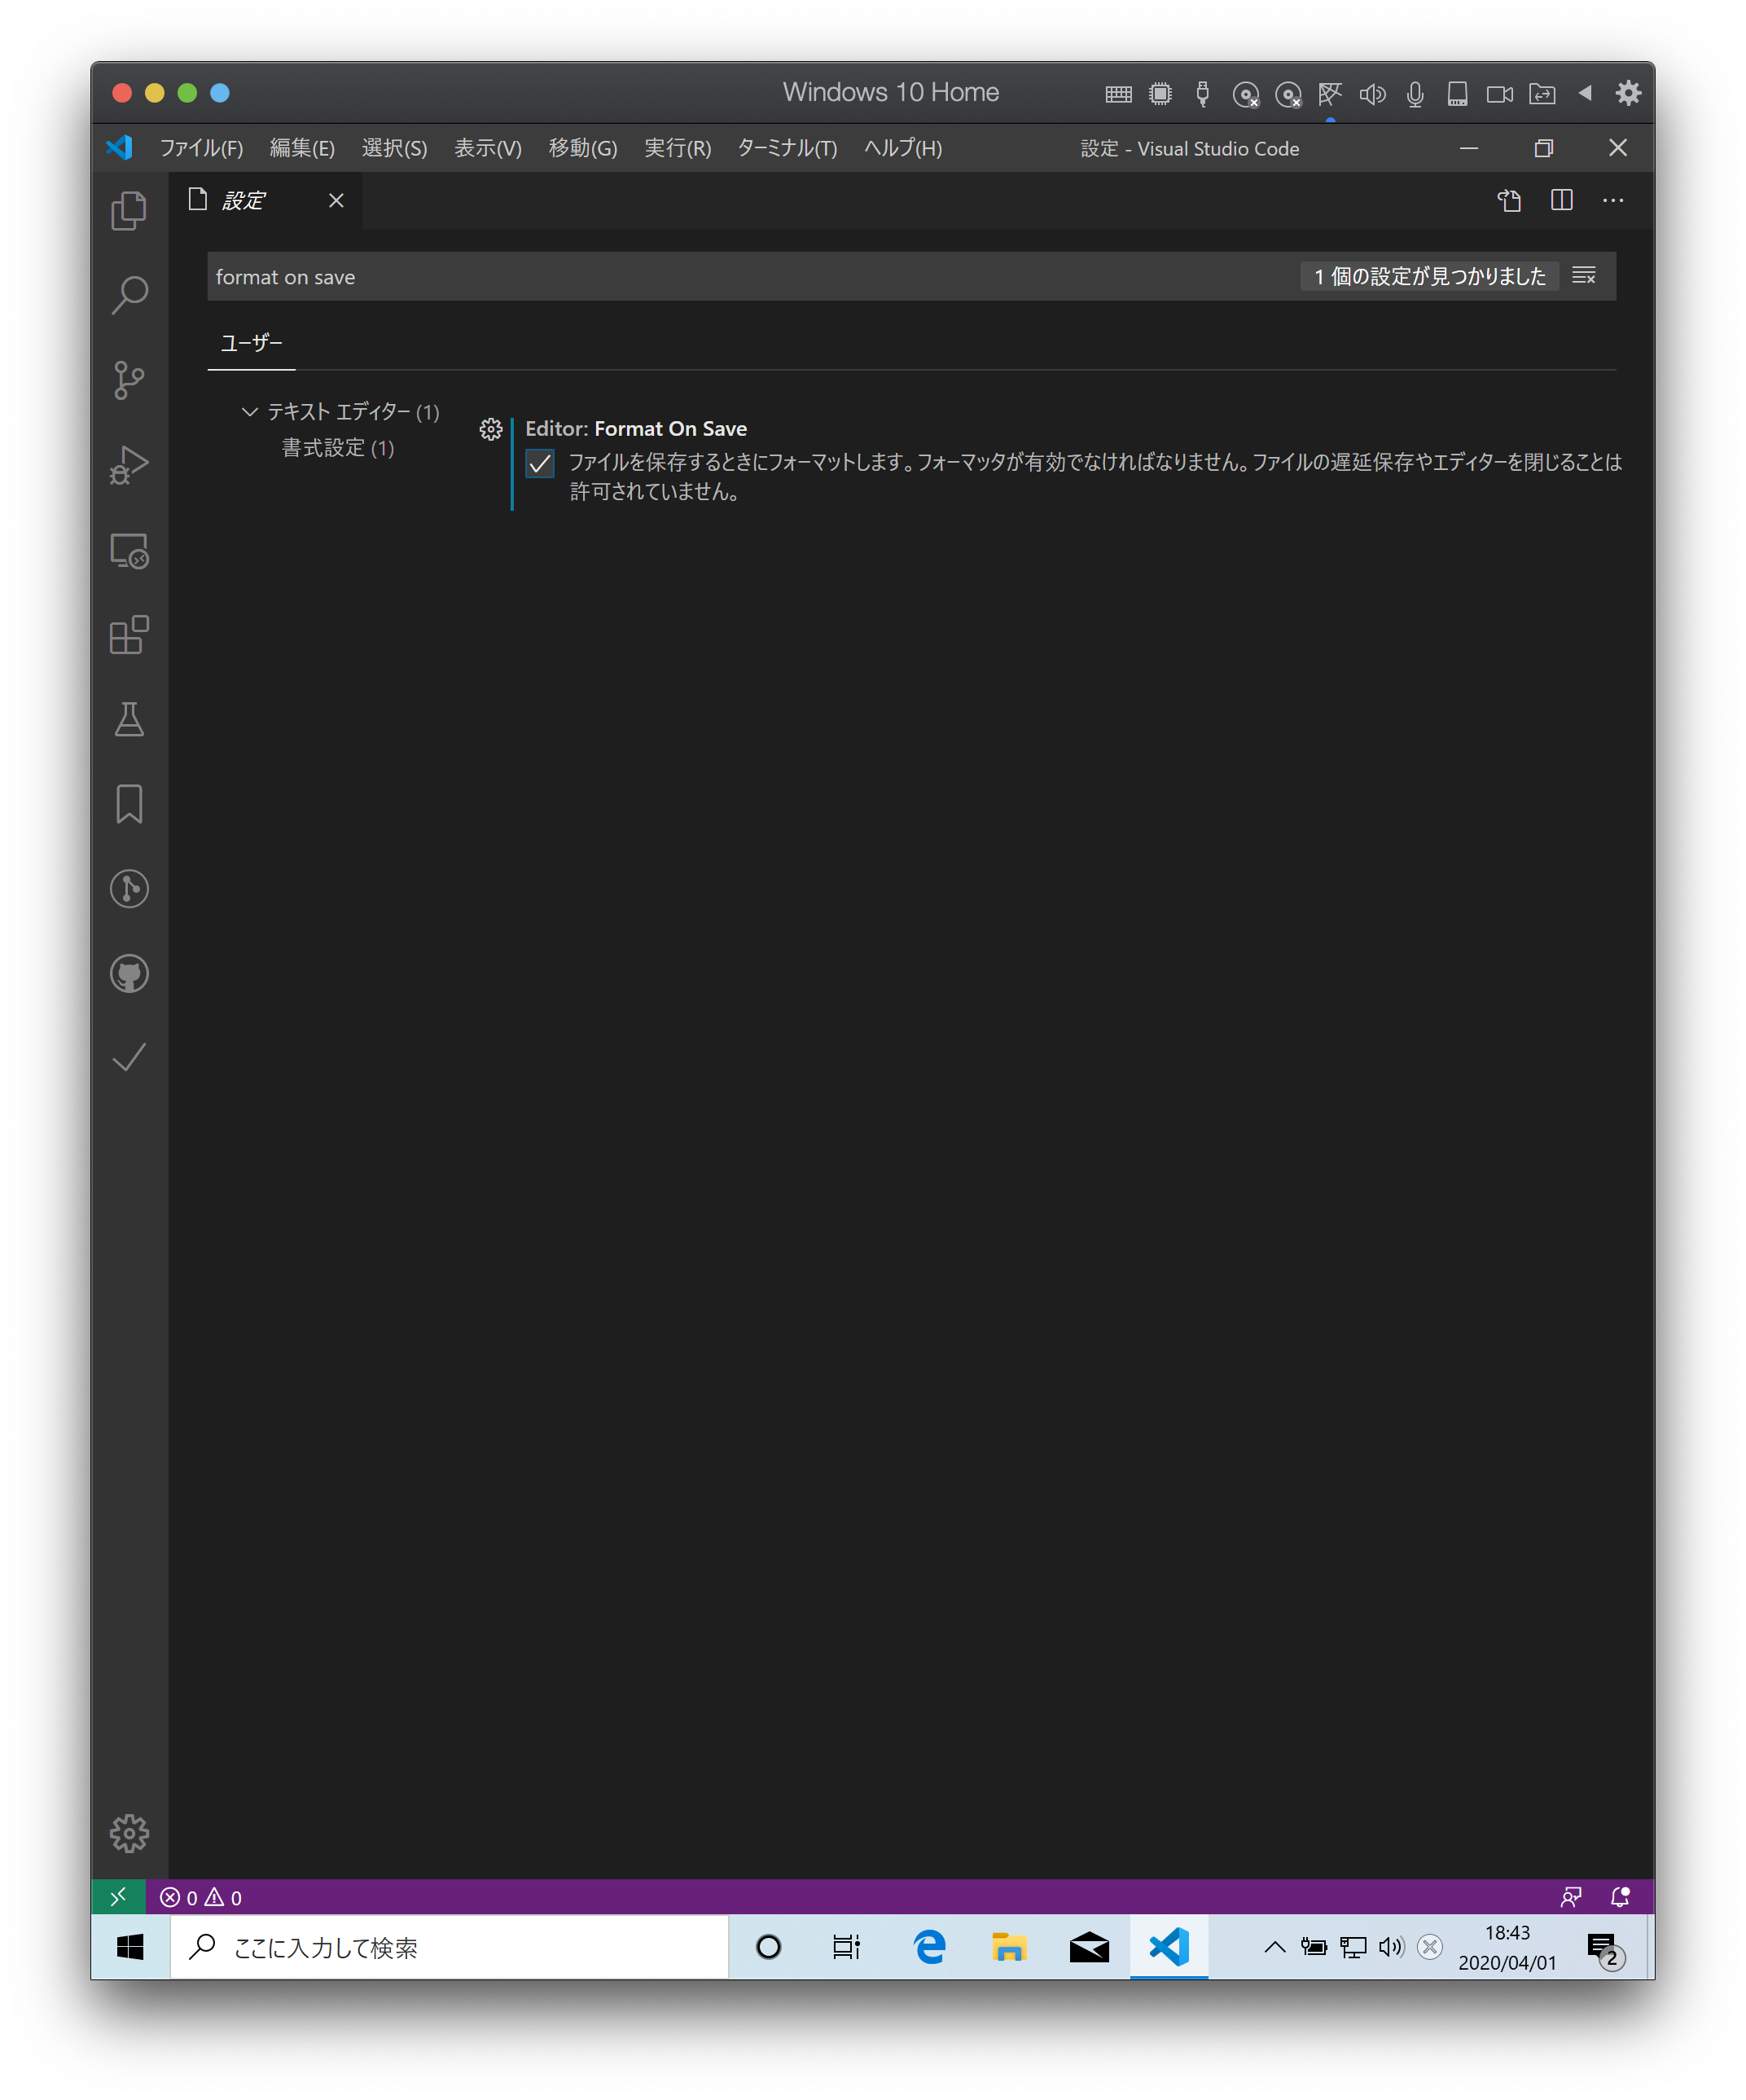 Windows 10 Home
ファイル(F) 編集(E) 選択(S) 表示(V) 移動(G) 実行(R) ターミナル(T) ヘルプ(H) 設定 - Visual Studio Code
設定
format on save 1 個の設定が見つかりました
ユーザー
テキスト エディター (1)
書式設定 (1)
Editor: Format On Save
ファイルを保存するときにフォーマットします。フォーマッタが有効でなければなりません。ファイルの遅延保存やエディターを閉じることは
許可されていません。
0 0
ここに入力して検索
18:43
2020/04/01
2